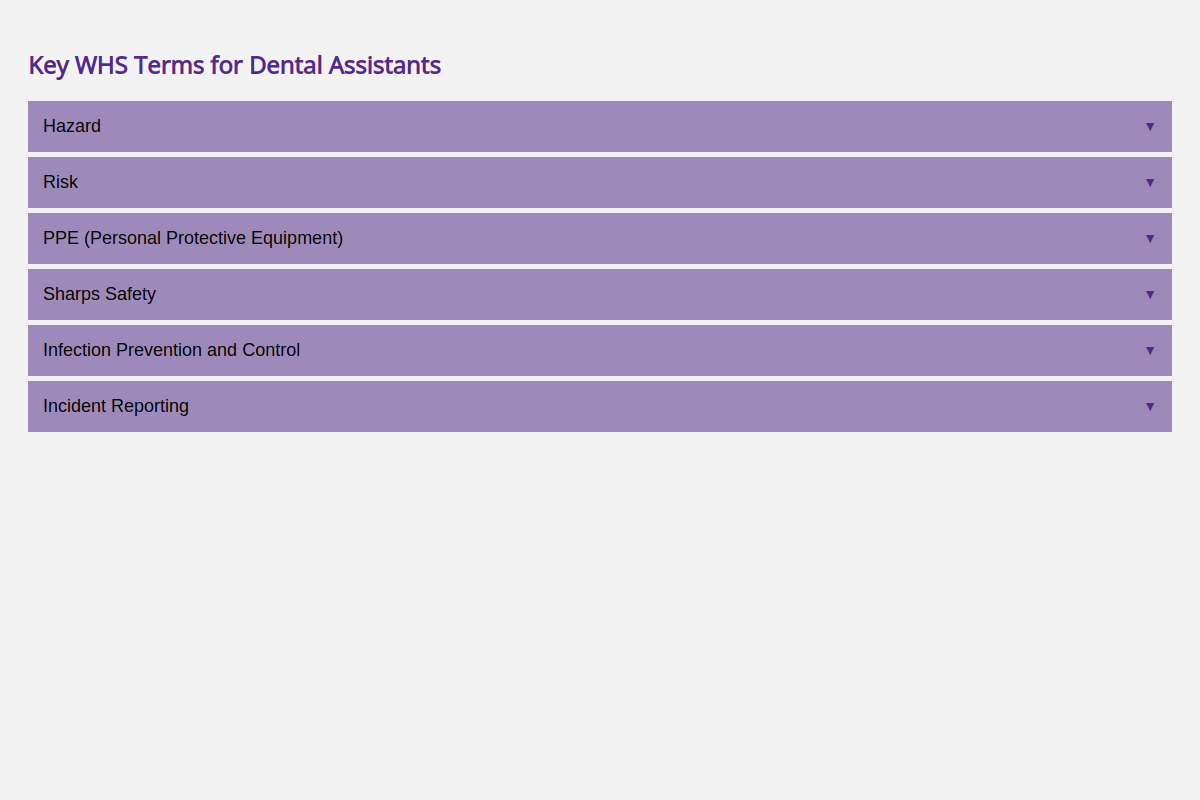 Key WHS Terms for Dental Assistants
Hazard
Risk
PPE (Personal Protective Equipment)
Sharps Safety
Infection Prevention and Control
Incident Reporting